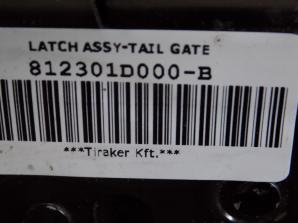 LATCH ASSY-TAIL GATE
812301D000-B
***Tiraker Kft.***